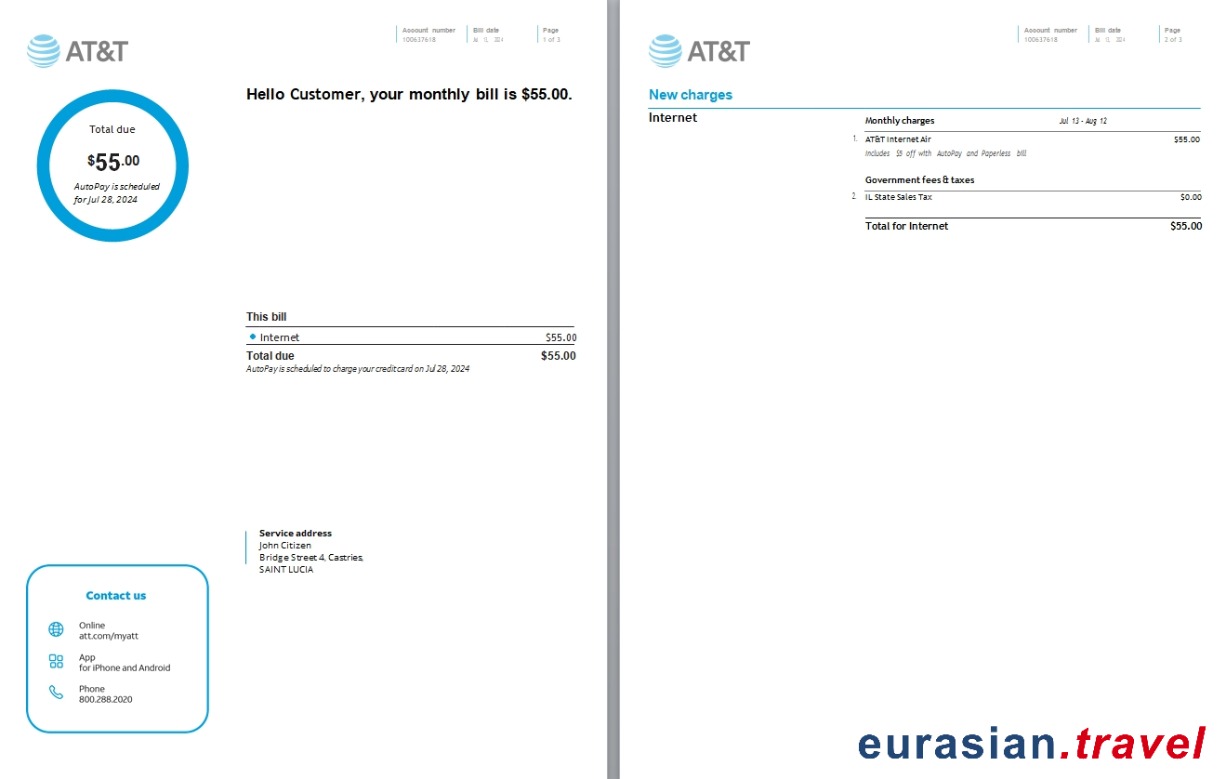 AT&T
Account number
100637618
Bill date
Page
1 of 3
Total due
$55.00
AutoPay is scheduled
for Jul 28, 2024
Hello Customer, your monthly bill is $55.00.
This bill
Internet $55.00
Total due $55.00
AutoPay is scheduled to charge your credit card on Jul 28, 2024
Service address
John Citizen
Bridge Street 4, Castries,
SAINT LUCIA
Contact us
Online
att.com/myatt
App
for iPhone and Android
Phone
800.288.2020
AT&T
Account number
100637618
Bill date
Page
2 of 3
New charges
Internet
Monthly charges Jul 13 - Aug 12
1. AT&T Internet Air $55.00
Includes $5 off with AutoPay and Paperless bill
Government fees & taxes
2 IL State Sales Tax $0.00
Total for Internet $55.00
eurasian.travel